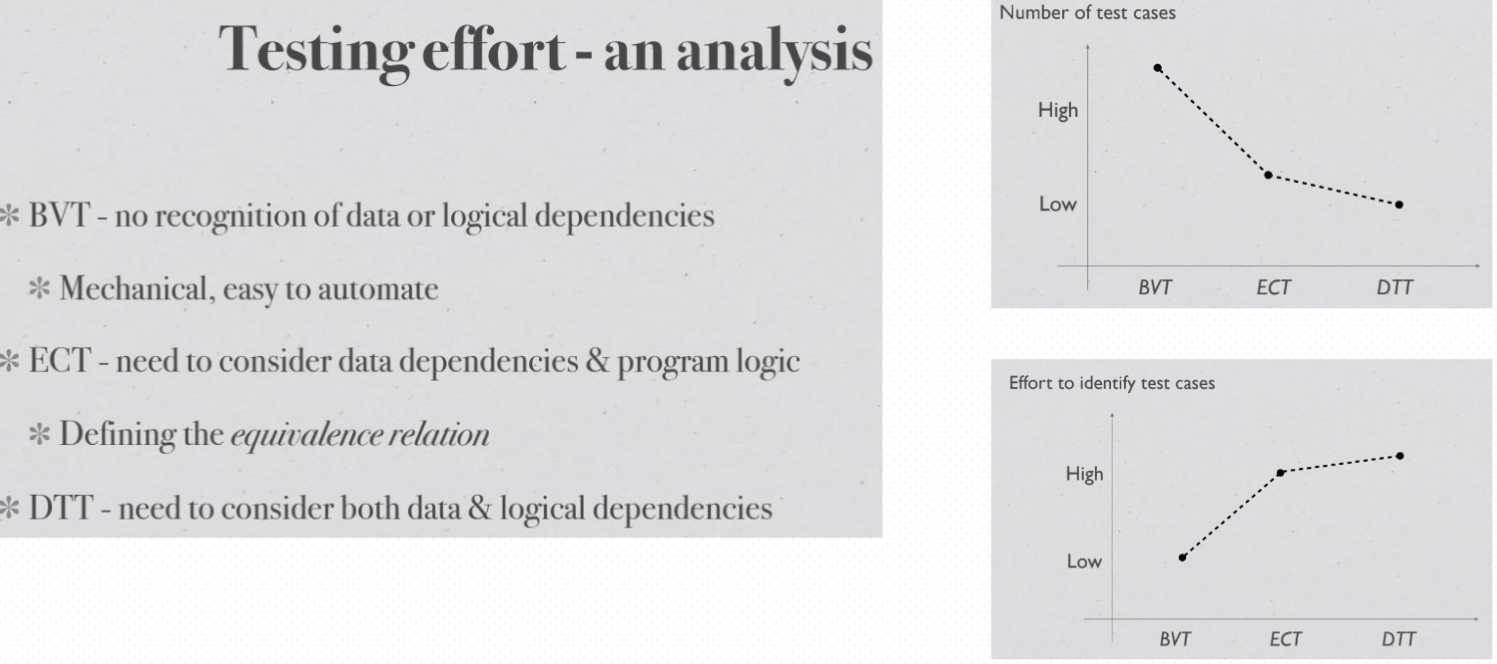 Testing effort - an analysis
* BVT - no recognition of data or logical dependencies
* Mechanical, easy to automate
* ECT - need to consider data dependencies & program logic
* Defining the equivalence relation
* DTT - need to consider both data & logical dependencies
Number of test cases
High
Low
BVT ECT DTT
Effort to identify test cases
High
Low
BVT ECT DTT